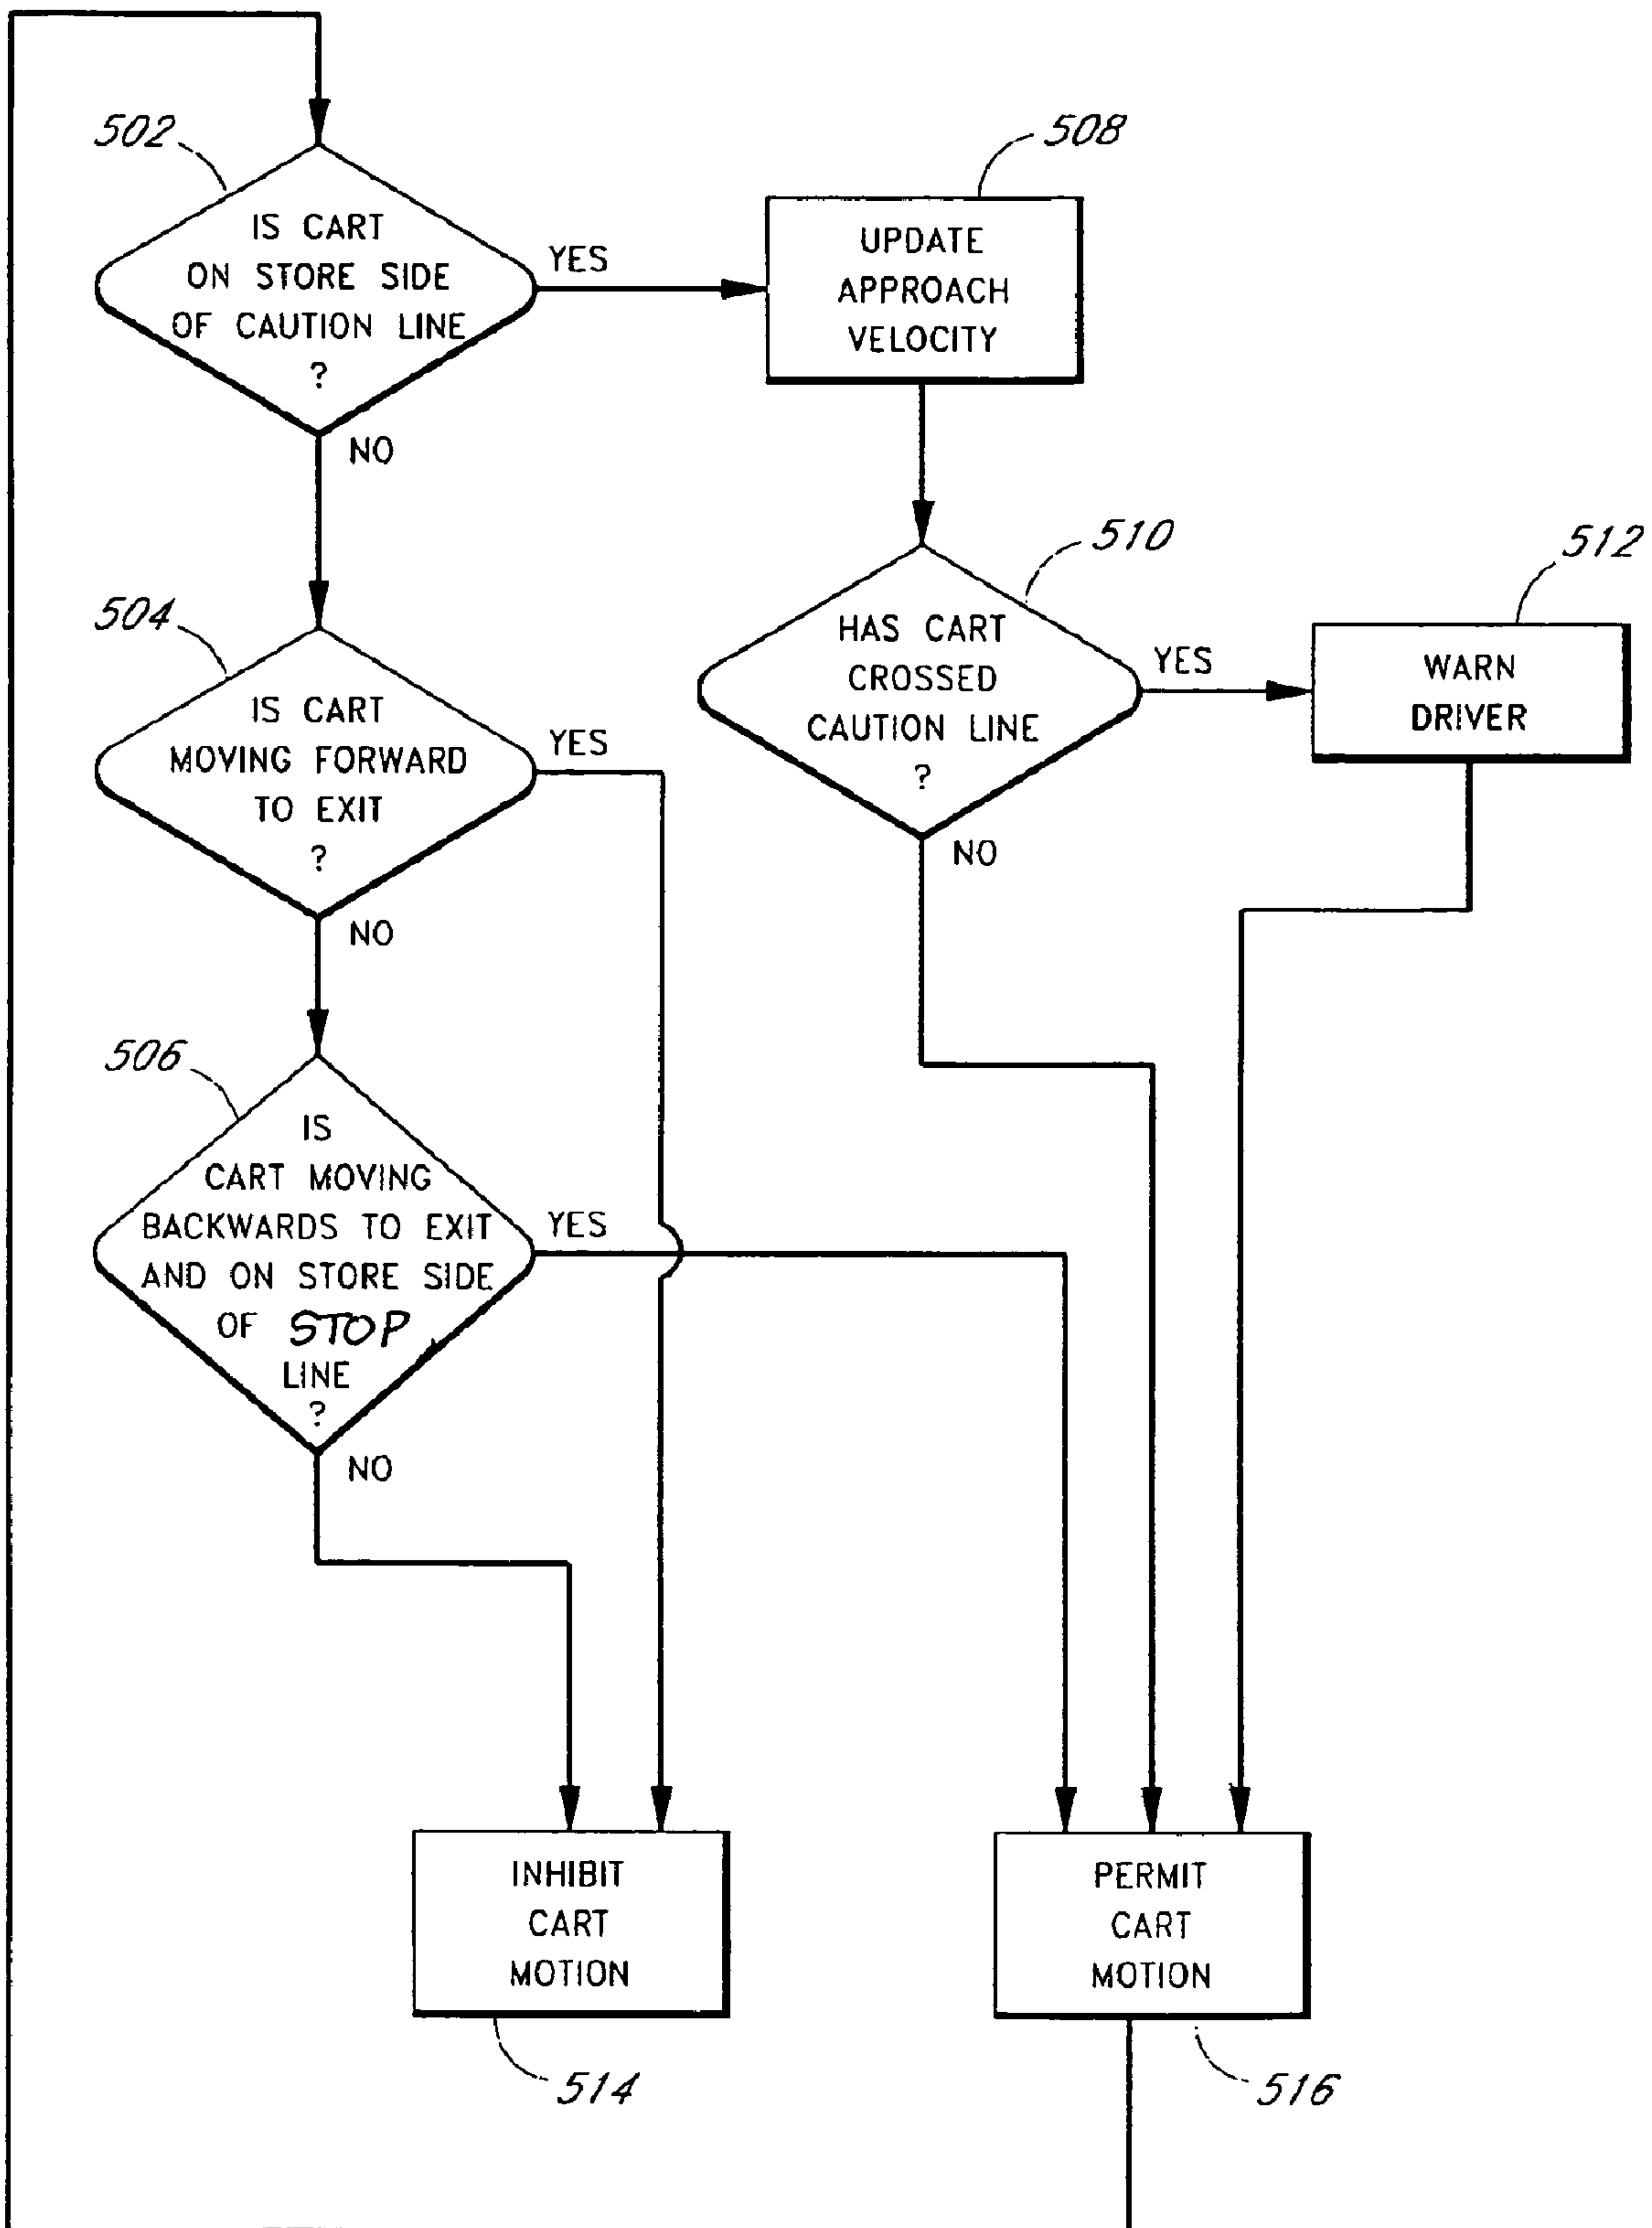 502
IS CART
ON STORE SIDE
OF CAUTION LINE
?
YES
NO
508
UPDATE
APPROACH
VELOCITY
504
IS CART
MOVING FORWARD
TO EXIT
?
YES
NO
510
HAS CART
CROSSED
CAUTION LINE
?
YES
NO
512
WARN
DRIVER
506
IS
CART MOVING
BACKWARDS TO EXIT
AND ON STORE SIDE
OF STOP
LINE
?
YES
NO
INHIBIT
CART
MOTION
514
PERMIT
CART
MOTION
516